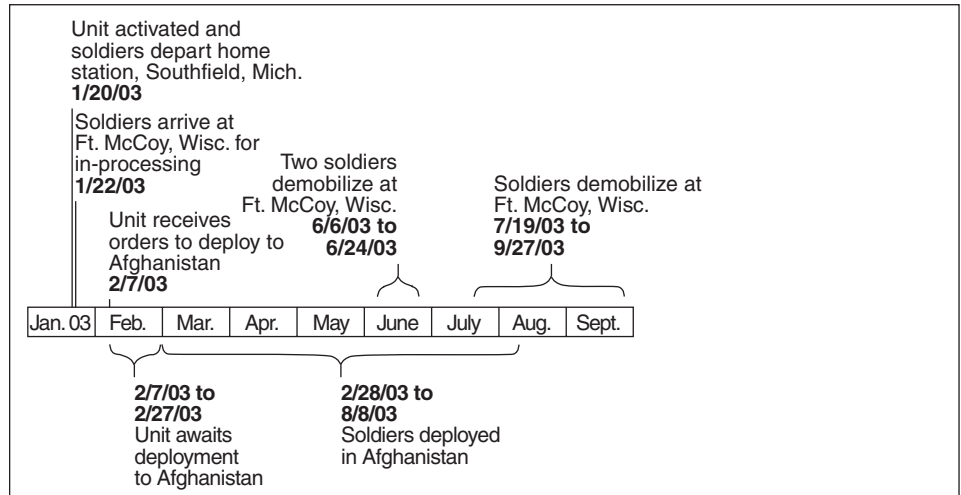 Unit activated and
soldiers depart home
station, Southfield, Mich.
1/20/03
Soldiers arrive at
Ft. McCoy, Wisc. for
in-processing
1/22/03
Unit receives
orders to deploy to
Afghanistan
2/7/03
Two soldiers
demobilize at
Ft. McCoy, Wisc.
6/6/03 to
6/24/03
Soldiers demobilize at
Ft. McCoy, Wisc.
7/19/03 to
9/27/03
Jan. 03 Feb. Mar. Apr. May June July Aug. Sept.
2/7/03 to
2/27/03
Unit awaits
deployment
to Afghanistan
2/28/03 to
8/8/03
Soldiers deployed
in Afghanistan